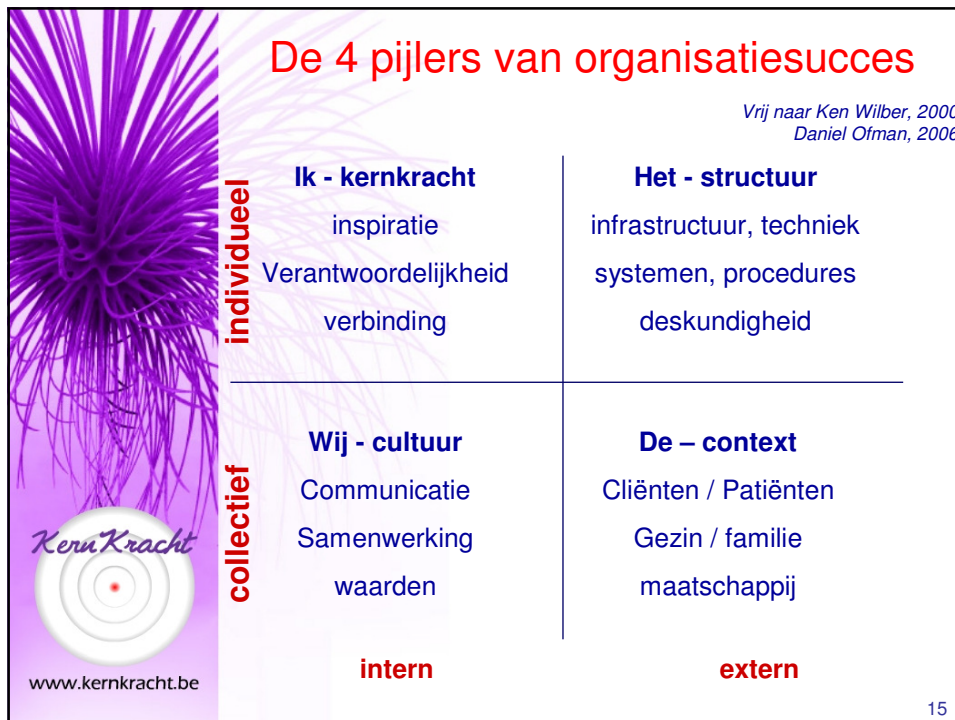 De 4 pijlers van organisatiesucces
Vrij naar Ken Wilber, 2000
Daniel Ofman, 2006
individueel
Ik - kernkracht
inspiratie
Verantwoordelijkheid
verbinding
Het - structuur
infrastructuur, techniek
systemen, procedures
deskundigheid
collectief
Wij - cultuur
Communicatie
Samenwerking
waarden
De – context
Cliënten / Patiënten
Gezin / familie
maatschappij
intern
extern
KernKracht
www.kernkracht.be
15